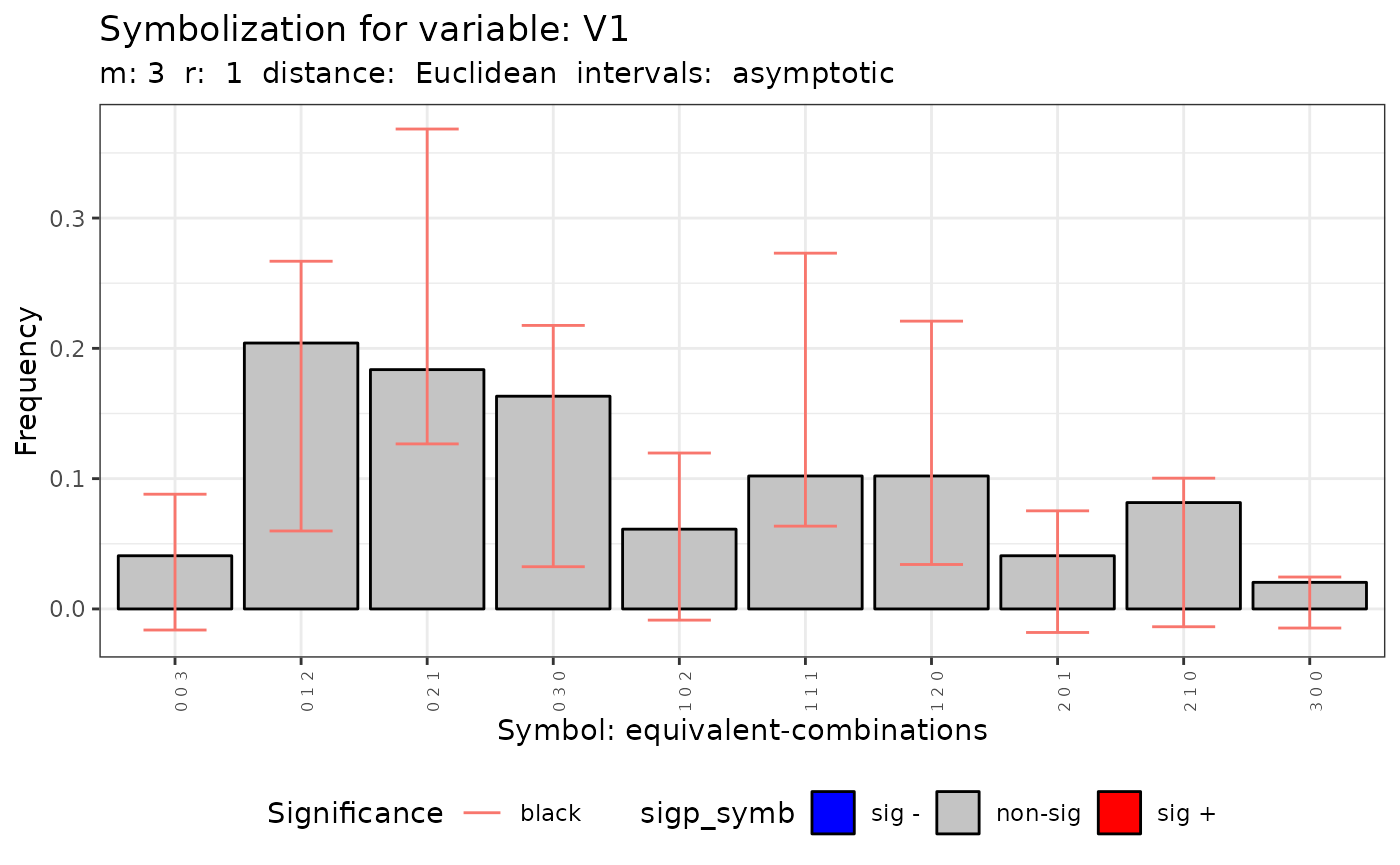 Symbolization for variable: V1
m: 3 r: 1 distance: Euclidean intervals: asymptotic
Frequency
0.3
0.2
0.1
0.0
0 0 3
0 1 2
0 2 1
0 3 0
1 0 2
1 1 1
1 2 0
2 0 1
2 1 0
3 0 0
Symbol: equivalent-combinations
Significance black sigp_symb sig - non-sig sig +